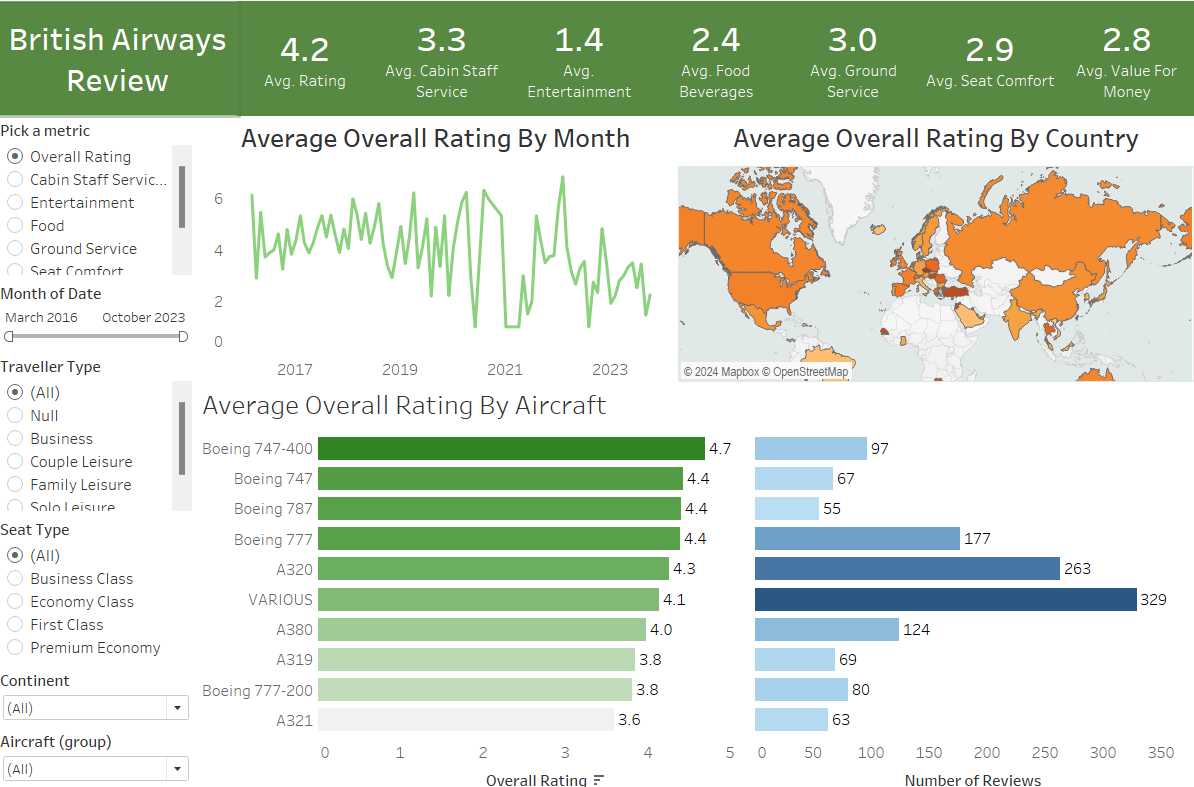 British Airways
Review
4.2
Avg. Rating
3.3
Avg. Cabin Staff
Service
1.4
Avg.
Entertainment
2.4
Avg. Food
Beverages
3.0
Avg. Ground
Service
2.9
Avg. Seat Comfort
2.8
Avg. Value For
Money
Pick a metric
Overall Rating
Cabin Staff Servic...
Entertainment
Food
Ground Service
Seat Comfort
Month of Date
March 2016 October 2023
Traveller Type
(All)
Null
Business
Couple Leisure
Family Leisure
Solo Leisure
Seat Type
(All)
Business Class
Economy Class
First Class
Premium Economy
Continent
(All)
Aircraft (group)
(All)
Average Overall Rating By Month
6
4
2
0
2017 2019 2021 2023
Average Overall Rating By Country
© 2024 Mapbox © OpenStreetMap
Average Overall Rating By Aircraft
Boeing 747-400 4.7 97
Boeing 747 4.4 67
Boeing 787 4.4 55
Boeing 777 4.4 177
A320 4.3 263
VARIOUS 4.1 329
A380 4.0 124
A319 3.8 69
Boeing 777-200 3.8 80
A321 3.6 63
0 1 2 3 4 5 0 50 100 150 200 250 300 350
Overall Rating Number of Reviews